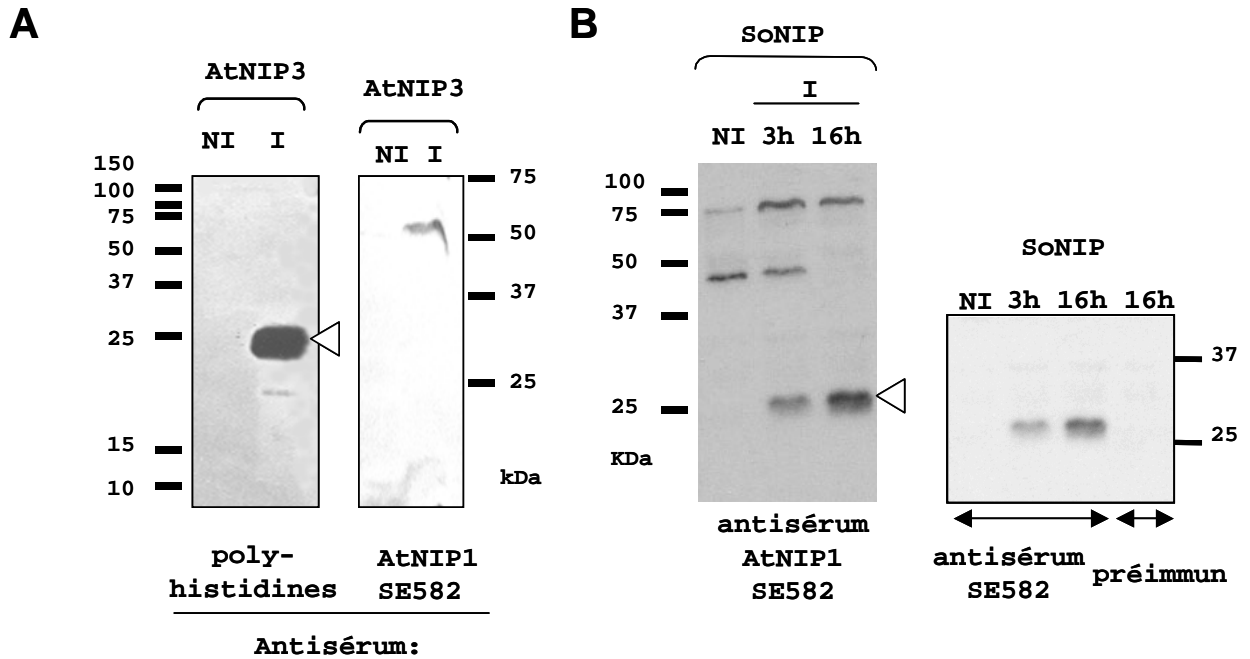 A
AtNIP3
NI I
150
100
75
50
37
25
15
10
poly-
histidines
AtNIP3
NI I
75
50
37
25
kDa
AtNIP1
SE582
Antisérum:
B
SoNIP
I
NI 3h 16h
100
75
50
37
25
KDa
antisérum
AtNIP1
SE582
SoNIP
NI 3h 16h 16h
37
25
antisérum
SE582
préimmun